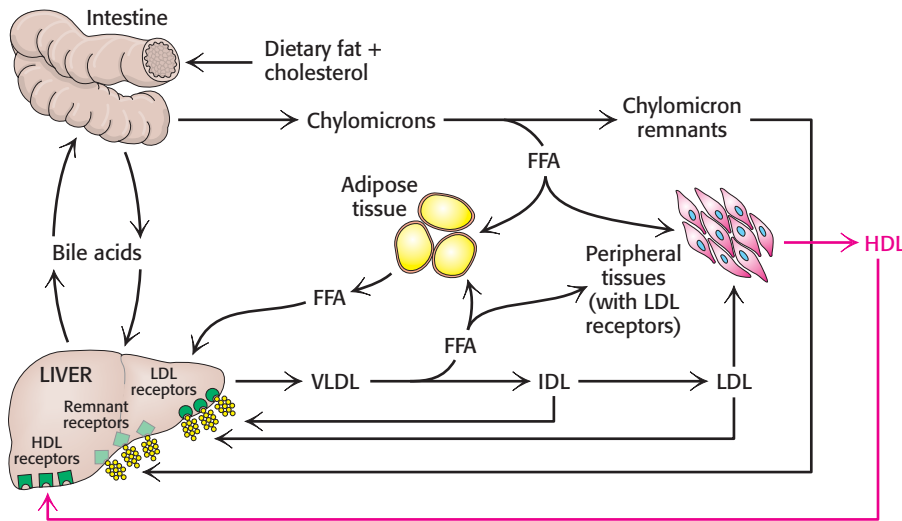 Intestine
Dietary fat +
cholesterol
Chylomicrons
Chylomicron
remnants
FFA
Adipose
tissue
Bile acids
Peripheral
tissues
(with LDL
receptors)
HDL
FFA
FFA
LIVER
LDL
receptors
VLDL
IDL
LDL
Remnant
receptors
HDL
receptors